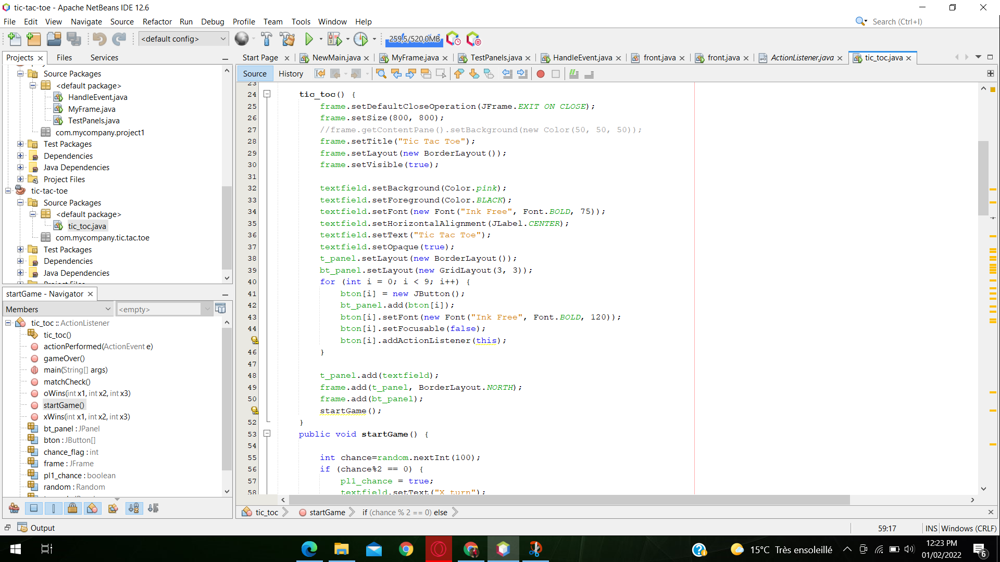 tic-tac-toe - Apache NetBeans IDE 12.6
File Edit View Navigate Source Refactor Run Debug Profile Team Tools Window Help
Search (Ctrl+I)
<default config>
259,5/520,0MB
Projects Files Services
Source Packages
<default package>
HandleEvent.java
MyFrame.java
TestPanels.java
com.mycompany.project1
Test Packages
Dependencies
Java Dependencies
Project Files
tic-tac-toe
Source Packages
<default package>
tic_toc.java
com.mycompany.tic.tac.toe
Test Packages
Dependencies
Java Dependencies
Project Files
startGame - Navigator
Members <empty>
tic_toc :: ActionListener
tic_toc()
actionPerformed(ActionEvent e)
gameOver()
main(String[] args)
matchCheck()
oWins(int x1, int x2, int x3)
startGame()
xWins(int x1, int x2, int x3)
bt_panel : JPanel
bton : JButton[]
chance_flag : int
frame : JFrame
pl1_chance : boolean
random : Random
Start Page NewMain.java MyFrame.java TestPanels.java HandleEvent.java front.java front.java ActionListener.java tic_toc.java
Source History
23
24 tic_toc() {
25 frame.setDefaultCloseOperation(JFrame.EXIT_ON_CLOSE);
26 frame.setSize(800, 800);
27 //frame.getContentPane().setBackground(new Color(50, 50, 50));
28 frame.setTitle("Tic Tac Toe");
29 frame.setLayout(new BorderLayout());
30 frame.setVisible(true);
31
32 textfield.setBackground(Color.pink);
33 textfield.setForeground(Color.BLACK);
34 textfield.setFont(new Font("Ink Free", Font.BOLD, 75));
35 textfield.setHorizontalAlignment(JLabel.CENTER);
36 textfield.setText("Tic Tac Toe");
37 textfield.setOpaque(true);
38 t_panel.setLayout(new BorderLayout());
39 bt_panel.setLayout(new GridLayout(3, 3));
40 for (int i = 0; i < 9; i++) {
41 bton[i] = new JButton();
42 bt_panel.add(bton[i]);
43 bton[i].setFont(new Font("Ink Free", Font.BOLD, 120));
44 bton[i].setFocusable(false);
bton[i].addActionListener(this);
46 }
47
48 t_panel.add(textfield);
49 frame.add(t_panel, BorderLayout.NORTH);
50 frame.add(bt_panel);
startGame();
52 }
53 public void startGame() {
54
55 int chance=random.nextInt(100);
56 if (chance%2 == 0) {
57 pl1_chance = true;
58 textfield.setText("X turn");
tic_toc startGame if (chance % 2 == 0) else
Output
59:17 INS Windows (CRLF)
15°C Très ensoleillé
12:23 PM
01/02/2022
6